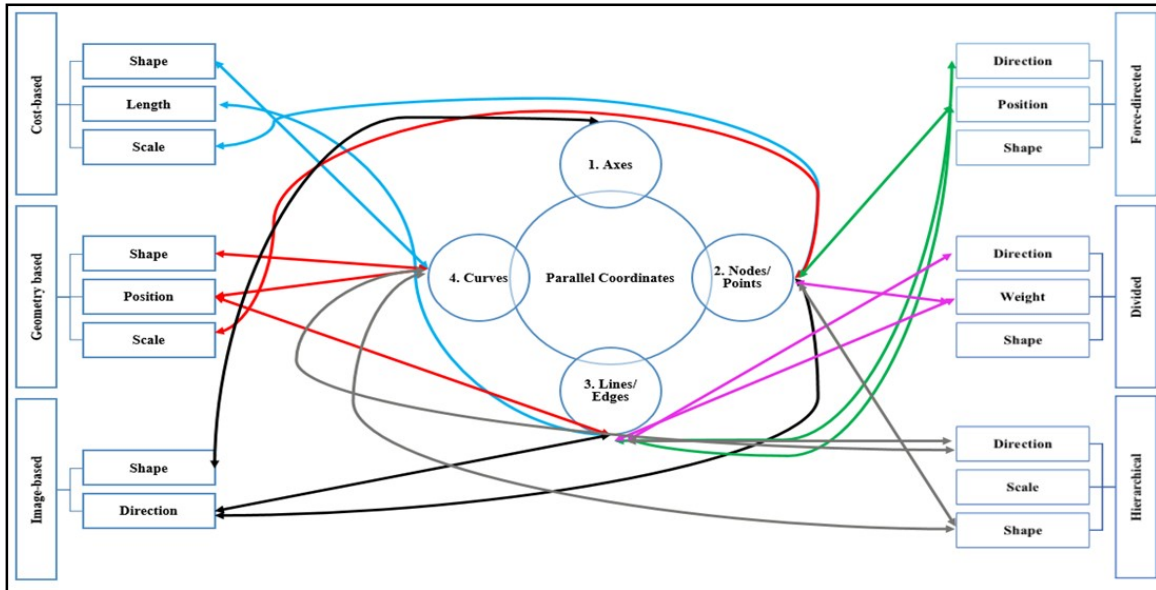 Cost-based
Shape
Length
Scale
Geometry based
Shape
Position
Scale
Image-based
Shape
Direction
1. Axes
4. Curves
Parallel Coordinates
2. Nodes/
Points
3. Lines/
Edges
Direction
Position
Shape
Force-directed
Direction
Weight
Shape
Divided
Direction
Scale
Shape
Hierarchical